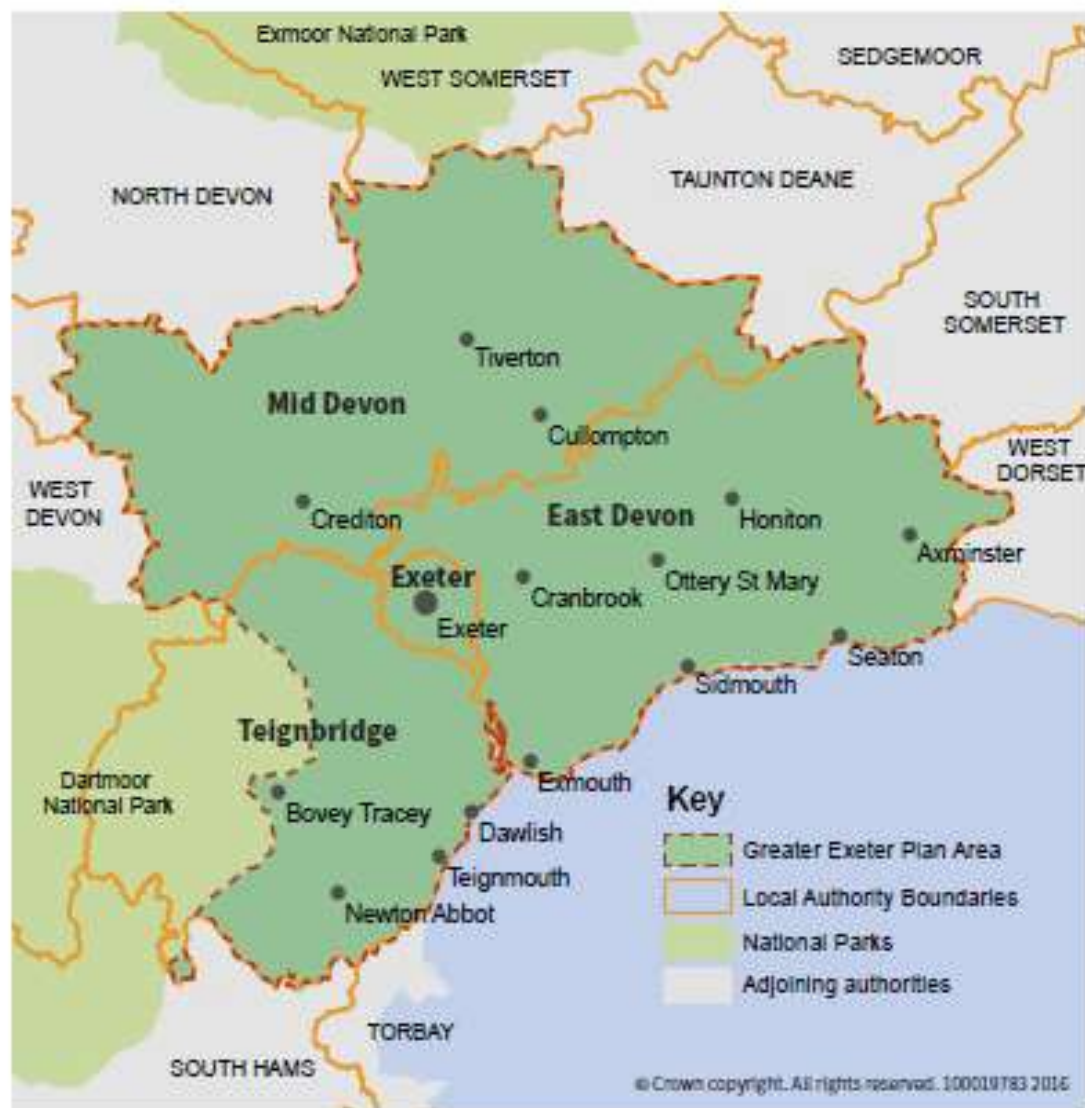 Exmoor National Park
WEST SOMERSET
SEDGEMOOR
NORTH DEVON
TAUNTON DEANE
SOUTH
SOMERSET
Tiverton
Mid Devon
Cullompton
WEST
DORSET
WEST
DEVON
Crediton
East Devon
Honiton
Axminster
Exeter
Cranbrook
Ottery St Mary
Exeter
Seaton
Sidmouth
Teignbridge
Exmouth
Dartmoor
National Park
Bovey Tracey
Dawlish
Teignmouth
Newton Abbot
Key
Greater Exeter Plan Area
Local Authority Boundaries
National Parks
Adjoining authorities
TORBAY
SOUTH HAMS
© Crown copyright. All rights reserved. 100019783 2016